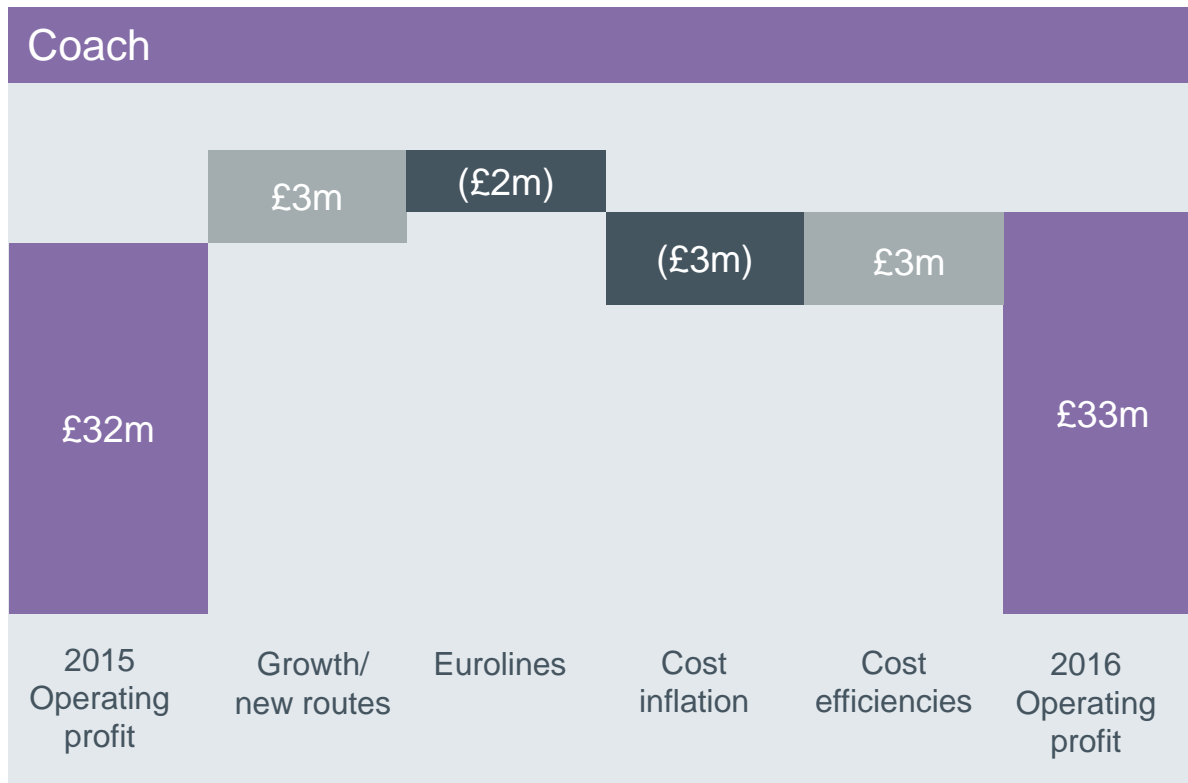 Coach
£3m
(£2m)
(£3m)
£3m
£32m
£33m
2015
Operating
profit
Growth/
new routes
Eurolines
Cost
inflation
Cost
efficiencies
2016
Operating
profit